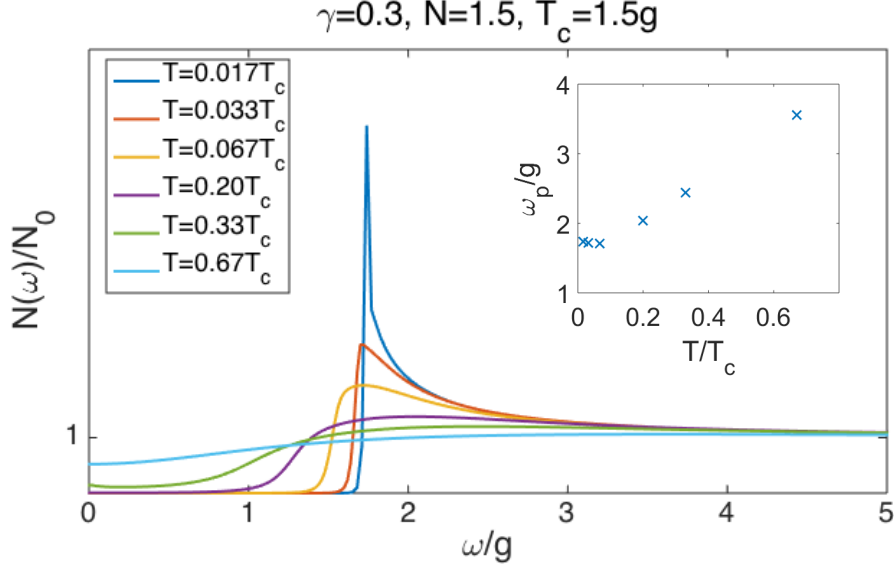 γ=0.3, N=1.5, T_c=1.5g
T=0.017T_c
T=0.033T_c
T=0.067T_c
T=0.20T_c
T=0.33T_c
T=0.67T_c
N(ω)/N_0
1
0 1 2 3 4 5
ω/g
ω_p/g
4
3
2
1
0 0.2 0.4 0.6
T/T_c